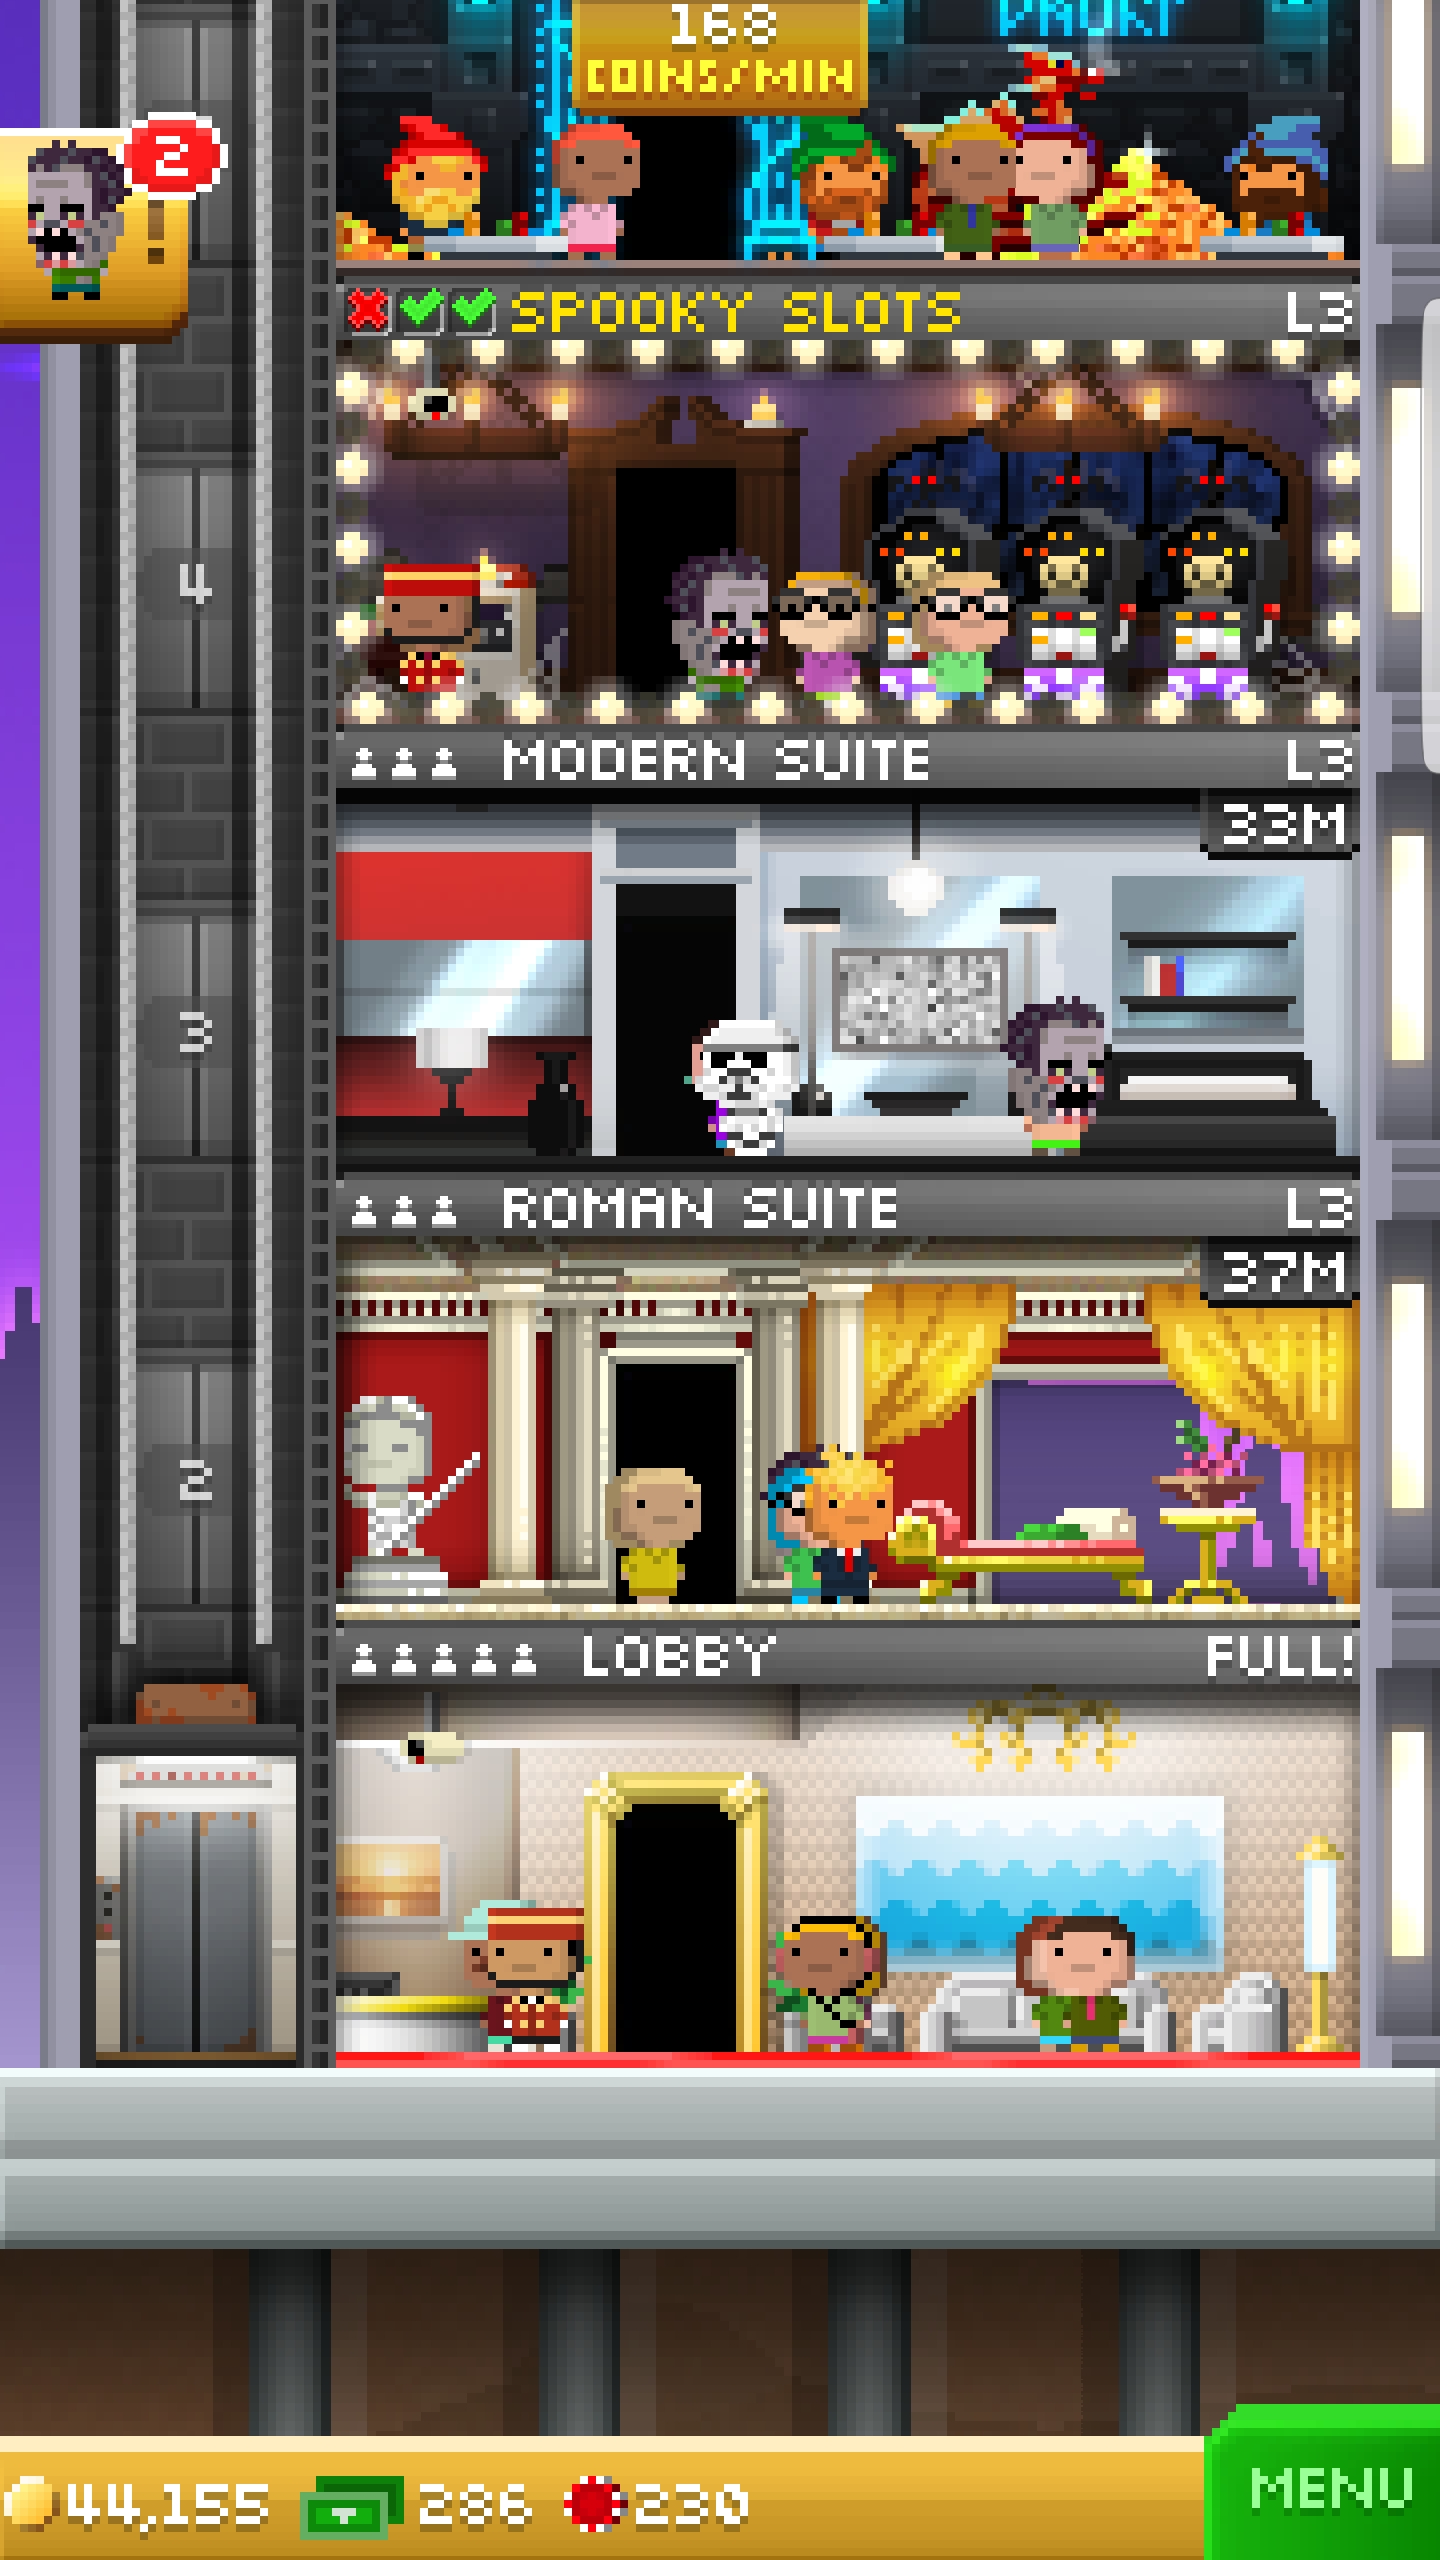 168
COINS/MIN
2
!
SPOOKY SLOTS L3
4
MODERN SUITE L3
33M
3
ROMAN SUITE L3
37M
2
LOBBY FULL!
44,155 286 230
MENU